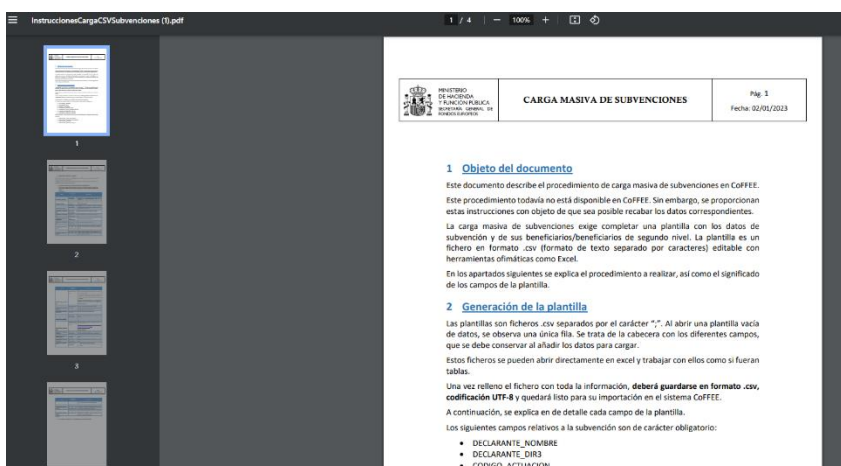 InstruccionesCargaCSVSubvenciones (1).pdf
1 / 4
100%
1
2
3
MINISTERIO
DE HACIENDA
Y FUNCIÓN PÚBLICA
SECRETARÍA GENERAL DE
FONDOS EUROPEOS
CARGA MASIVA DE SUBVENCIONES
Pág. 1
Fecha: 02/01/2023
1 Objeto del documento
Este documento describe el procedimiento de carga masiva de subvenciones en CoFFEE.
Este procedimiento todavía no está disponible en CoFFEE. Sin embargo, se proporcionan
estas instrucciones con objeto de que sea posible recabar los datos correspondientes.
La carga masiva de subvenciones exige completar una plantilla con los datos de
subvención y de sus beneficiarios/beneficiarios de segundo nivel. La plantilla es un
fichero en formato .csv (formato de texto separado por caracteres) editable con
herramientas ofimáticas como Excel.
En los apartados siguientes se explica el procedimiento a realizar, así como el significado
de los campos de la plantilla.
2 Generación de la plantilla
Las plantillas son ficheros .csv separados por el carácter ";". Al abrir una plantilla vacía
de datos, se observa una única fila. Se trata de la cabecera con los diferentes campos,
que se debe conservar al añadir los datos para cargar.
Estos ficheros se pueden abrir directamente en excel y trabajar con ellos como si fueran
tablas.
Una vez relleno el fichero con toda la información, deberá guardarse en formato .csv,
codificación UTF-8 y quedará listo para su importación en el sistema CoFFEE.
A continuación, se explica en de detalle cada campo de la plantilla.
Los siguientes campos relativos a la subvención son de carácter obligatorio:
• DECLARANTE_NOMBRE
• DECLARANTE_DIR3
• CODIGO_ACTUACION